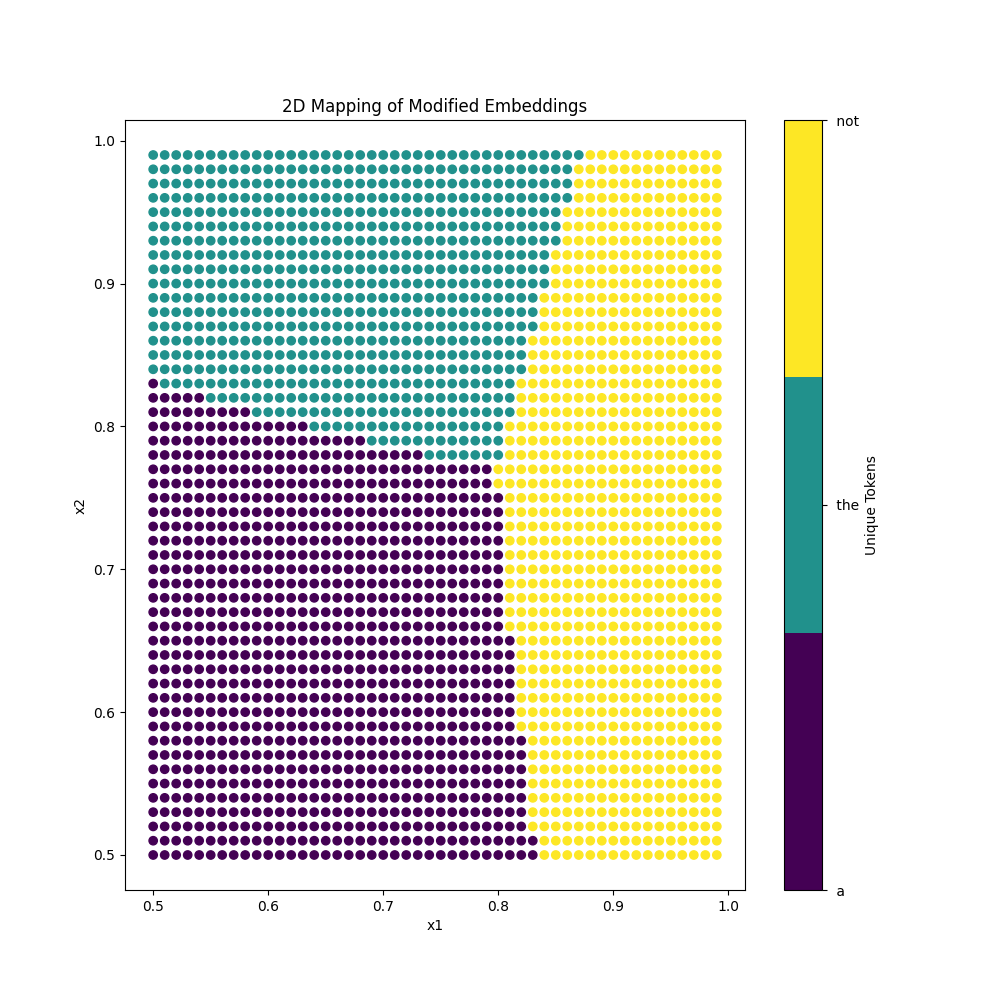 2D Mapping of Modified Embeddings
1.0
0.9
0.8
0.7
0.6
0.5
x2
0.5 0.6 0.7 0.8 0.9 1.0
x1
not
the
a
Unique Tokens